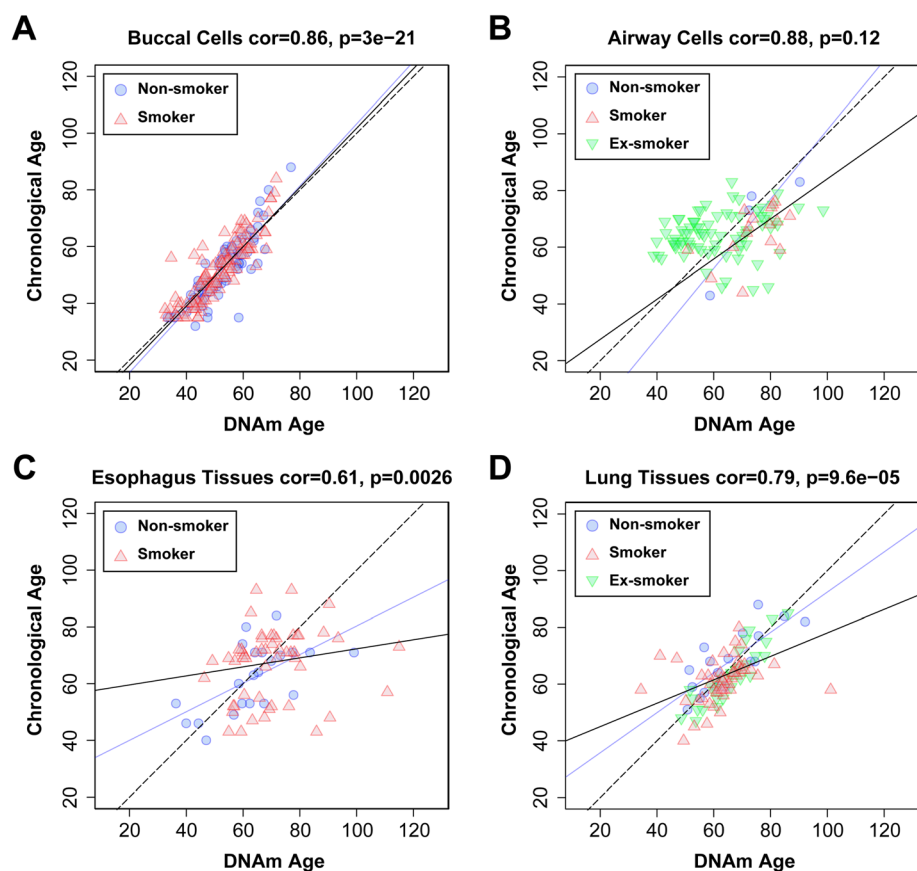 A
Buccal Cells cor=0.86, p=3e−21
Non-smoker
Smoker
Chronological Age
120
100
80
60
40
20
20 40 60 80 100 120
DNAm Age
B
Airway Cells cor=0.88, p=0.12
Non-smoker
Smoker
Ex-smoker
Chronological Age
120
100
80
60
40
20
20 40 60 80 100 120
DNAm Age
C
Esophagus Tissues cor=0.61, p=0.0026
Non-smoker
Smoker
Chronological Age
120
100
80
60
40
20
20 40 60 80 100 120
DNAm Age
D
Lung Tissues cor=0.79, p=9.6e−05
Non-smoker
Smoker
Ex-smoker
Chronological Age
120
100
80
60
40
20
20 40 60 80 100 120
DNAm Age